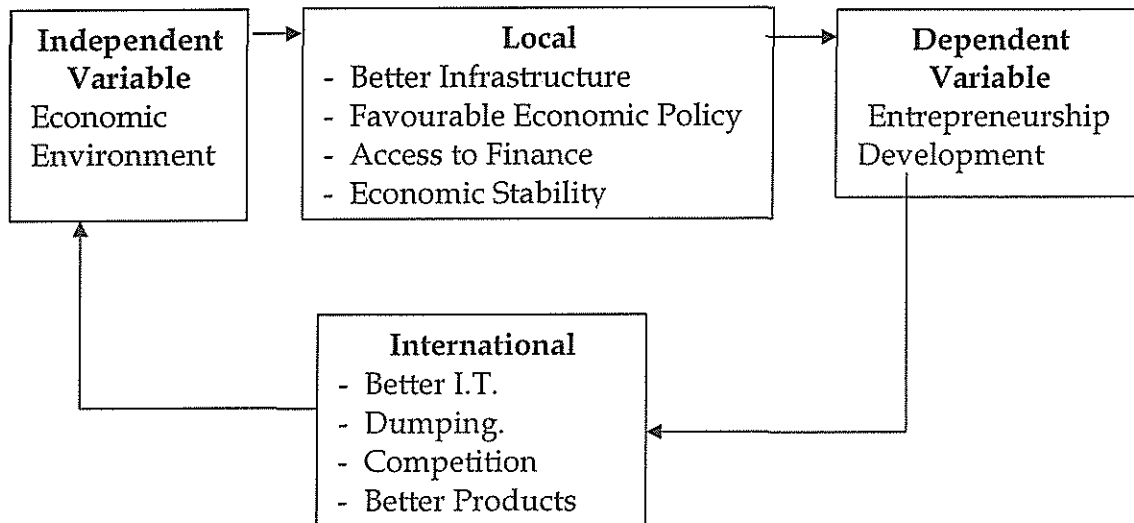 Independent
Variable
Economic
Environment
Local
- Better Infrastructure
- Favourable Economic Policy
- Access to Finance
- Economic Stability
Dependent
Variable
Entrepreneurship
Development
International
- Better I.T.
- Dumping.
- Competition
- Better Products